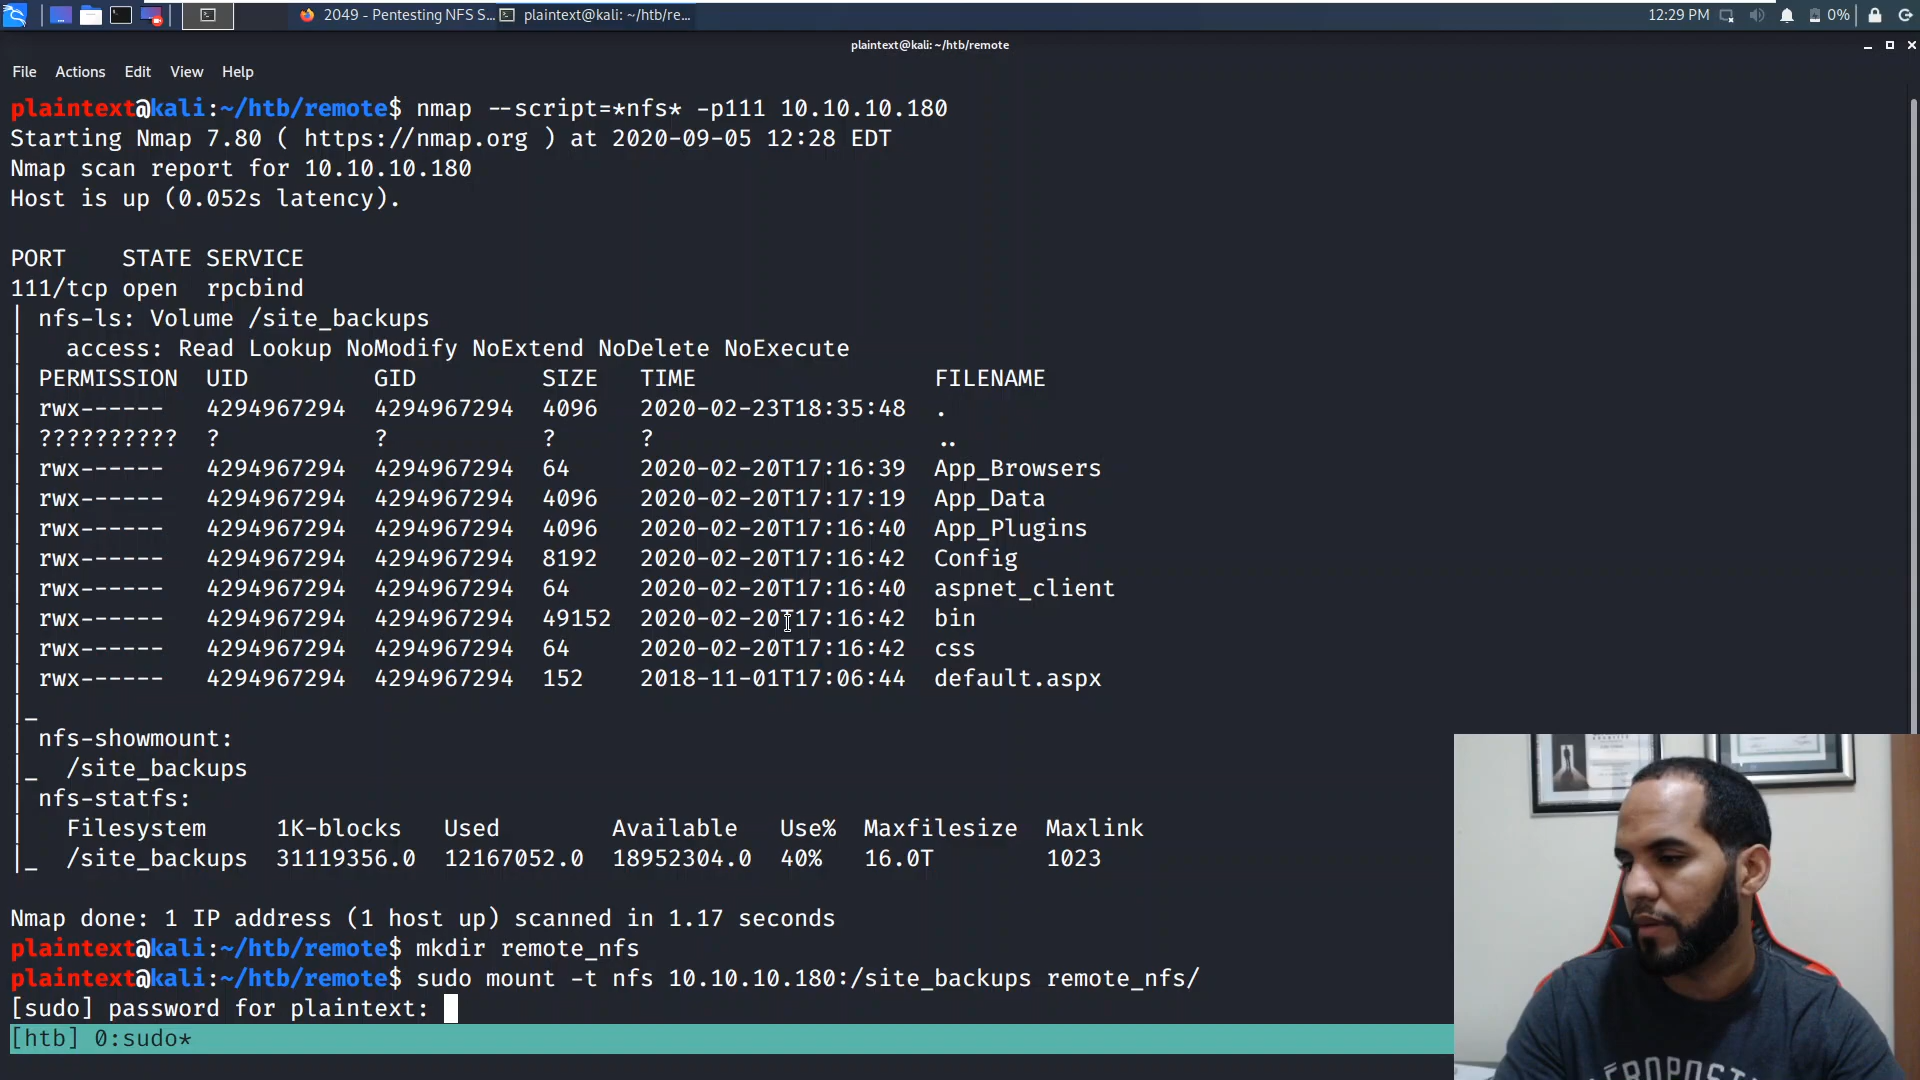 2049 - Pentesting NFS S... plaintext@kali: ~/htb/re... 12:29 PM 0%
plaintext@kali: ~/htb/remote
File Actions Edit View Help
plaintext@kali:~/htb/remote$ nmap --script=*nfs* -p111 10.10.10.180
Starting Nmap 7.80 ( https://nmap.org ) at 2020-09-05 12:28 EDT
Nmap scan report for 10.10.10.180
Host is up (0.052s latency).
PORT    STATE SERVICE
111/tcp open  rpcbind
| nfs-ls: Volume /site_backups
|   access: Read Lookup NoModify NoExtend NoDelete NoExecute
| PERMISSION  UID         GID         SIZE   TIME                 FILENAME
| rwx------   4294967294  4294967294  4096   2020-02-23T18:35:48  .
| ??????????  ?           ?           ?      ?                    ..
| rwx------   4294967294  4294967294  64     2020-02-20T17:16:39  App_Browsers
| rwx------   4294967294  4294967294  4096   2020-02-20T17:17:19  App_Data
| rwx------   4294967294  4294967294  4096   2020-02-20T17:16:40  App_Plugins
| rwx------   4294967294  4294967294  8192   2020-02-20T17:16:42  Config
| rwx------   4294967294  4294967294  64     2020-02-20T17:16:40  aspnet_client
| rwx------   4294967294  4294967294  49152  2020-02-20T17:16:42  bin
| rwx------   4294967294  4294967294  64     2020-02-20T17:16:42  css
| rwx------   4294967294  4294967294  152    2018-11-01T17:06:44  default.aspx
|_
| nfs-showmount:
|_  /site_backups
| nfs-statfs:
|   Filesystem     1K-blocks   Used        Available   Use%  Maxfilesize  Maxlink
|_  /site_backups  31119356.0  12167052.0  18952304.0  40%   16.0T        1023
Nmap done: 1 IP address (1 host up) scanned in 1.17 seconds
plaintext@kali:~/htb/remote$ mkdir remote_nfs
plaintext@kali:~/htb/remote$ sudo mount -t nfs 10.10.10.180:/site_backups remote_nfs/
[sudo] password for plaintext:
[htb] 0:sudo*